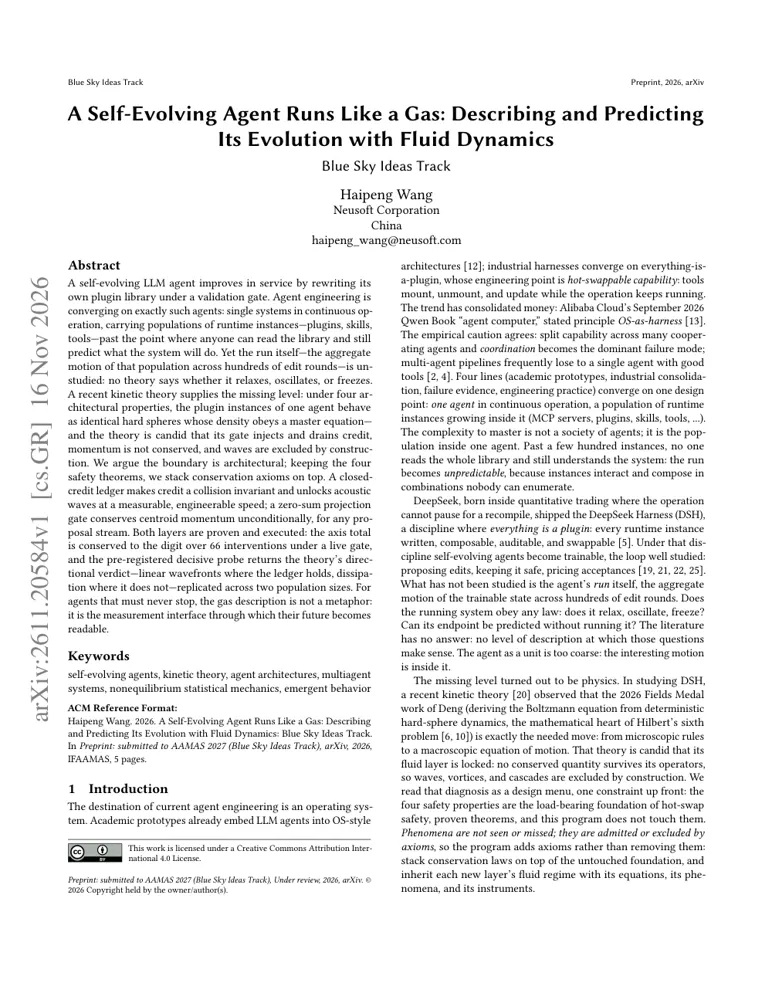 Blue Sky Ideas Track
Preprint, 2026, arXiv
A Self-Evolving Agent Runs Like a Gas: Describing and Predicting
Its Evolution with Fluid Dynamics
Blue Sky Ideas Track
Haipeng Wang
Neusoft Corporation
China
haipeng_wang@neusoft.com
arXiv:2611.20584v1 [cs.GR] 16 Nov 2026
Abstract
A self-evolving LLM agent improves in service by rewriting its
own plugin library under a validation gate. Agent engineering is
converging on exactly such agents: single systems in continuous op-
eration, carrying populations of runtime instances—plugins, skills,
tools—past the point where anyone can read the library and still
predict what the system will do. Yet the run itself—the aggregate
motion of that population across hundreds of edit rounds—is un-
studied: no theory says whether it relaxes, oscillates, or freezes.
A recent kinetic theory supplies the missing level: under four ar-
chitectural properties, the plugin instances of one agent behave
as identical hard spheres whose density obeys a master equation—
and the theory is candid that its gate injects and drains credit,
momentum is not conserved, and waves are excluded by construc-
tion. We argue the boundary is architectural; keeping the four
safety theorems, we stack conservation axioms on top. A closed-
credit ledger makes credit a collision invariant and unlocks acoustic
waves at a measurable, engineerable speed; a zero-sum projection
gate conserves centroid momentum unconditionally, for any pro-
posal stream. Both layers are proven and executed: the axis total
is conserved to the digit over 66 interventions under a live gate,
and the pre-registered decisive probe returns the theory's direc-
tional verdict—linear wavefronts where the ledger holds, dissipa-
tion where it does not—replicated across two population sizes. For
agents that must never stop, the gas description is not a metaphor:
it is the measurement interface through which their future becomes
readable.
Keywords
self-evolving agents, kinetic theory, agent architectures, multiagent
systems, nonequilibrium statistical mechanics, emergent behavior
ACM Reference Format:
Haipeng Wang. 2026. A Self-Evolving Agent Runs Like a Gas: Describing
and Predicting Its Evolution with Fluid Dynamics: Blue Sky Ideas Track.
In Preprint: submitted to AAMAS 2027 (Blue Sky Ideas Track), arXiv, 2026,
IFAAMAS, 5 pages.
1 Introduction
The destination of current agent engineering is an operating sys-
tem. Academic prototypes already embed LLM agents into OS-style
cc BY
This work is licensed under a Creative Commons Attribution Inter-
national 4.0 License.
Preprint: submitted to AAMAS 2027 (Blue Sky Ideas Track), Under review, 2026, arXiv. ©
2026 Copyright held by the owner/author(s).
architectures [12]; industrial harnesses converge on everything-is-
a-plugin, whose engineering point is hot-swappable capability: tools
mount, unmount, and update while the operation keeps running.
The trend has consolidated money: Alibaba Cloud's September 2026
Qwen Book "agent computer," stated principle OS-as-harness [13].
The empirical caution agrees: split capability across many cooper-
ating agents and coordination becomes the dominant failure mode;
multi-agent pipelines frequently lose to a single agent with good
tools [2, 4]. Four lines (academic prototypes, industrial consolida-
tion, failure evidence, engineering practice) converge on one design
point: one agent in continuous operation, a population of runtime
instances growing inside it (MCP servers, plugins, skills, tools, ...).
The complexity to master is not a society of agents; it is the pop-
ulation inside one agent. Past a few hundred instances, no one
reads the whole library and still understands the system: the run
becomes unpredictable, because instances interact and compose in
combinations nobody can enumerate.
DeepSeek, born inside quantitative trading where the operation
cannot pause for a recompile, shipped the DeepSeek Harness (DSH),
a discipline where everything is a plugin: every runtime instance
written, composable, auditable, and swappable [5]. Under that dis-
cipline self-evolving agents become trainable, the loop well studied:
proposing edits, keeping it safe, pricing acceptances [19, 21, 22, 25].
What has not been studied is the agent's run itself, the aggregate
motion of the trainable state across hundreds of edit rounds. Does
the running system obey any law: does it relax, oscillate, freeze?
Can its endpoint be predicted without running it? The literature
has no answer: no level of description at which those questions
make sense. The agent as a unit is too coarse: the interesting motion
is inside it.
The missing level turned out to be physics. In studying DSH,
a recent kinetic theory [20] observed that the 2026 Fields Medal
work of Deng (deriving the Boltzmann equation from deterministic
hard-sphere dynamics, the mathematical heart of Hilbert's sixth
problem [6, 10]) is exactly the needed move: from microscopic rules
to a macroscopic equation of motion. That theory is candid that its
fluid layer is locked: no conserved quantity survives its operators,
so waves, vortices, and cascades are excluded by construction. We
read that diagnosis as a design menu, one constraint up front: the
four safety properties are the load-bearing foundation of hot-swap
safety, proven theorems, and this program does not touch them.
Phenomena are not seen or missed; they are admitted or excluded by
axioms, so the program adds axioms rather than removing them:
stack conservation laws on top of the untouched foundation, and
inherit each new layer's fluid regime with its equations, its phe-
nomena, and its instruments.